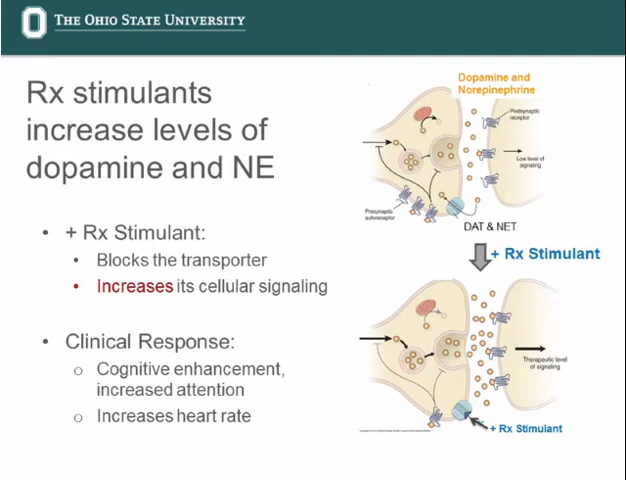 THE OHIO STATE UNIVERSITY
Rx stimulants
increase levels of
dopamine and NE
• + Rx Stimulant:
• Blocks the transporter
• Increases its cellular signaling
• Clinical Response:
o Cognitive enhancement,
increased attention
o Increases heart rate
Dopamine and
Norepinephrine
Postsynaptic
receptor
Low level of
signaling
Presynaptic
autoreceptor
DAT & NET
+ Rx Stimulant
Therapeutic level
of signaling
+ Rx Stimulant